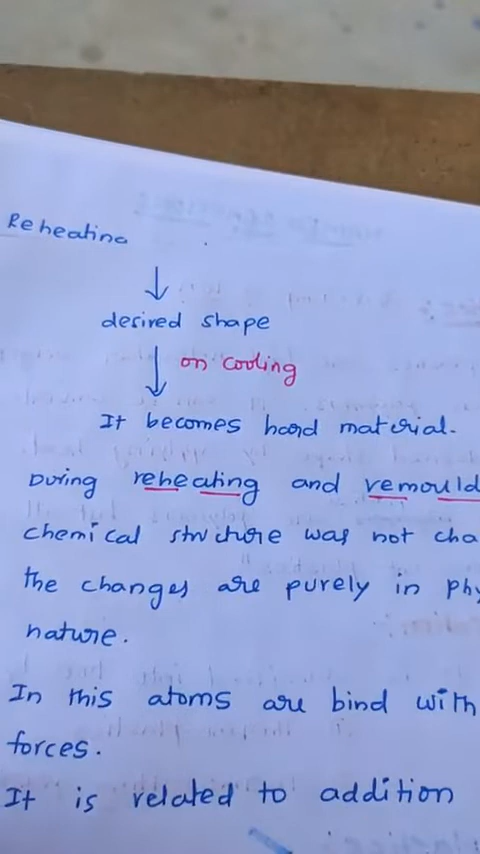 Reheating
desired shape
on cooling
It becomes hard material.
During reheating and remould
chemical structure was not cha
the changes are purely in phy
nature.
In this atoms are bind with
forces.
It is related to addition